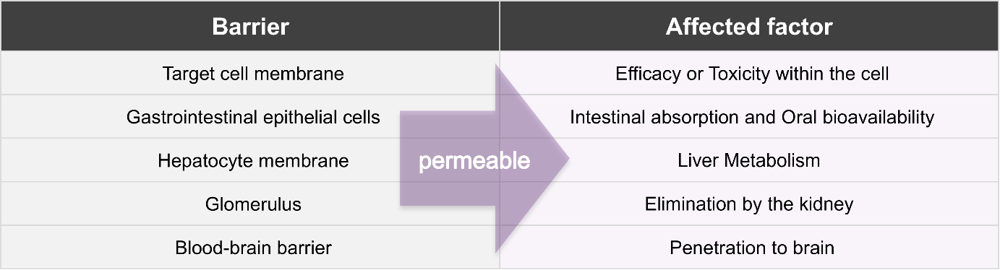 Barrier
Affected factor
Target cell membrane
Efficacy or Toxicity within the cell
Gastrointestinal epithelial cells
Intestinal absorption and Oral bioavailability
Hepatocyte membrane
permeable
Liver Metabolism
Glomerulus
Elimination by the kidney
Blood-brain barrier
Penetration to brain